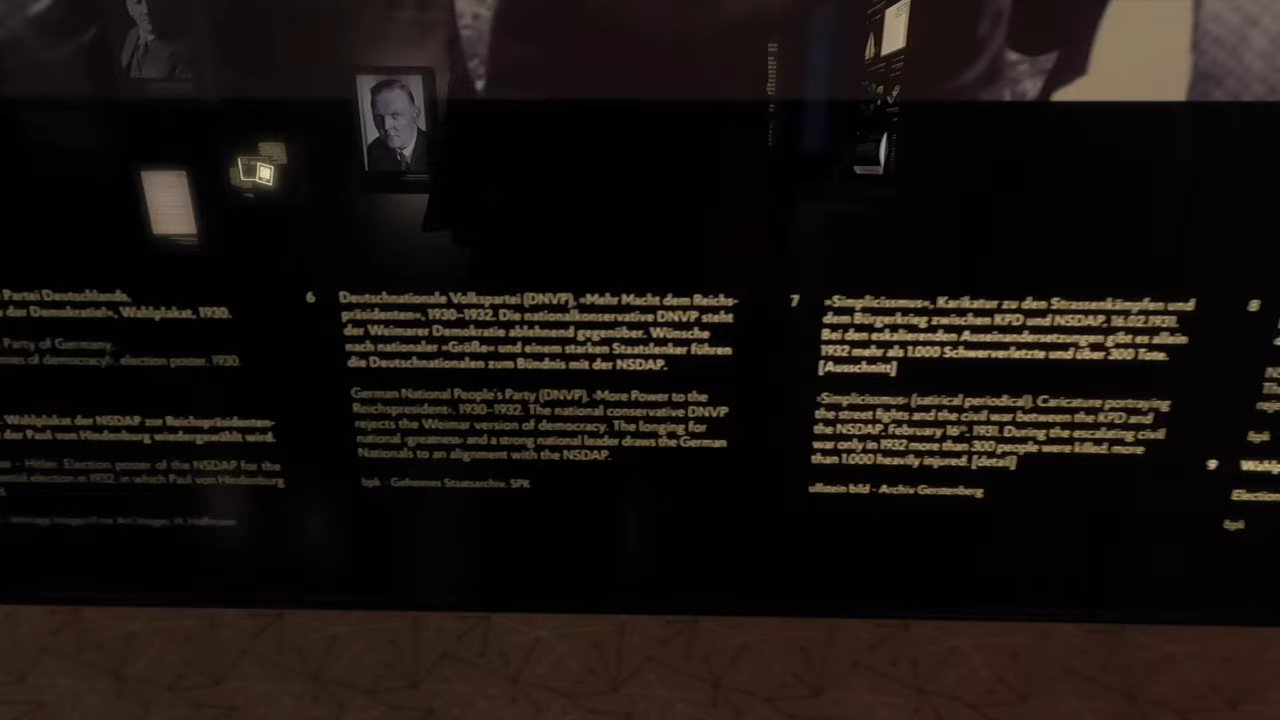 Partei Deutschlands.
der Demokratie!«, Wahlplakat, 1930.
Party of Germany.
of democracy!‹, election poster, 1930.
Wahlplakat der NSDAP zur Reichspräsidenten-
der Paul von Hindenburg wiedergewählt wird.
Hitler. Election poster of the NSDAP for the
election in 1932, in which Paul von Hindenburg
6
Deutschnationale Volkspartei (DNVP), »Mehr Macht dem Reichs-
präsidenten«, 1930–1932. Die nationalkonservative DNVP steht
der Weimarer Demokratie ablehnend gegenüber. Wünsche
nach nationaler »Größe« und einem starken Staatslenker führen
die Deutschnationalen zum Bündnis mit der NSDAP.
German National People's Party (DNVP), ›More Power to the
Reichspresident‹, 1930–1932. The national conservative DNVP
rejects the Weimar version of democracy. The longing for
national ›greatness‹ and a strong national leader draws the German
Nationals to an alignment with the NSDAP.
bpk · Geheimes Staatsarchiv, SPK
7
»Simplicissmus«, Karikatur zu den Strassenkämpfen und
dem Bürgerkrieg zwischen KPD und NSDAP, 16.02.1931.
Bei den eskalierenden Auseinandersetzungen gibt es allein
1932 mehr als 1.000 Schwerverletzte und über 300 Tote.
[Ausschnitt]
›Simplicissmus‹ (satirical periodical). Caricature portraying
the street fights and the civil war between the KPD and
the NSDAP, February 16th, 1931. During the escalating civil
war only in 1932 more than 300 people were killed, more
than 1.000 heavily injured. [detail]
ullstein bild · Archiv Gerstenberg
8
9
bpk